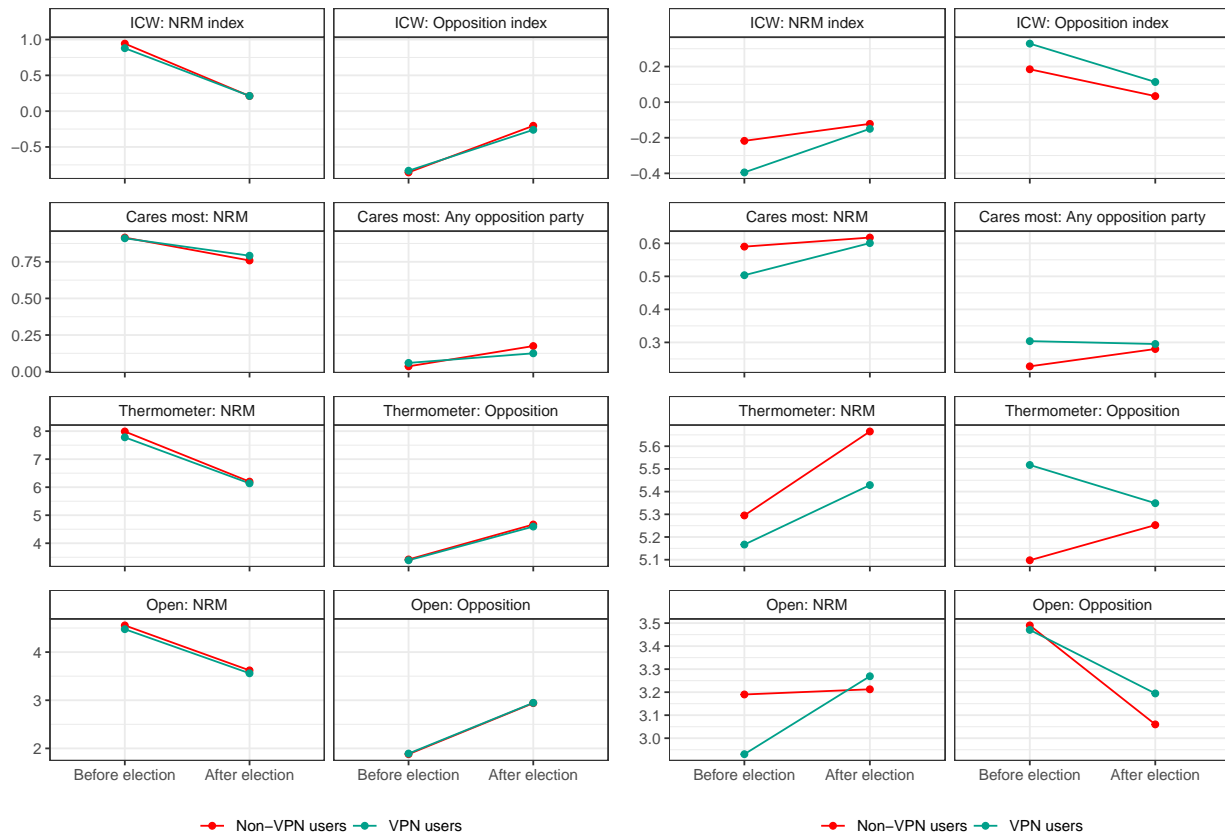 ICW: NRM index
ICW: Opposition index
1.0
0.5
0.0
−0.5
Cares most: NRM
Cares most: Any opposition party
0.75
0.50
0.25
0.00
Thermometer: NRM
Thermometer: Opposition
8
7
6
5
4
Open: NRM
Open: Opposition
4
3
2
Before election
After election
Before election
After election
Non−VPN users
VPN users
ICW: NRM index
ICW: Opposition index
0.2
0.0
−0.2
−0.4
Cares most: NRM
Cares most: Any opposition party
0.6
0.5
0.4
0.3
Thermometer: NRM
Thermometer: Opposition
5.6
5.5
5.4
5.3
5.2
5.1
Open: NRM
Open: Opposition
3.5
3.4
3.3
3.2
3.1
3.0
Before election
After election
Before election
After election
Non−VPN users
VPN users